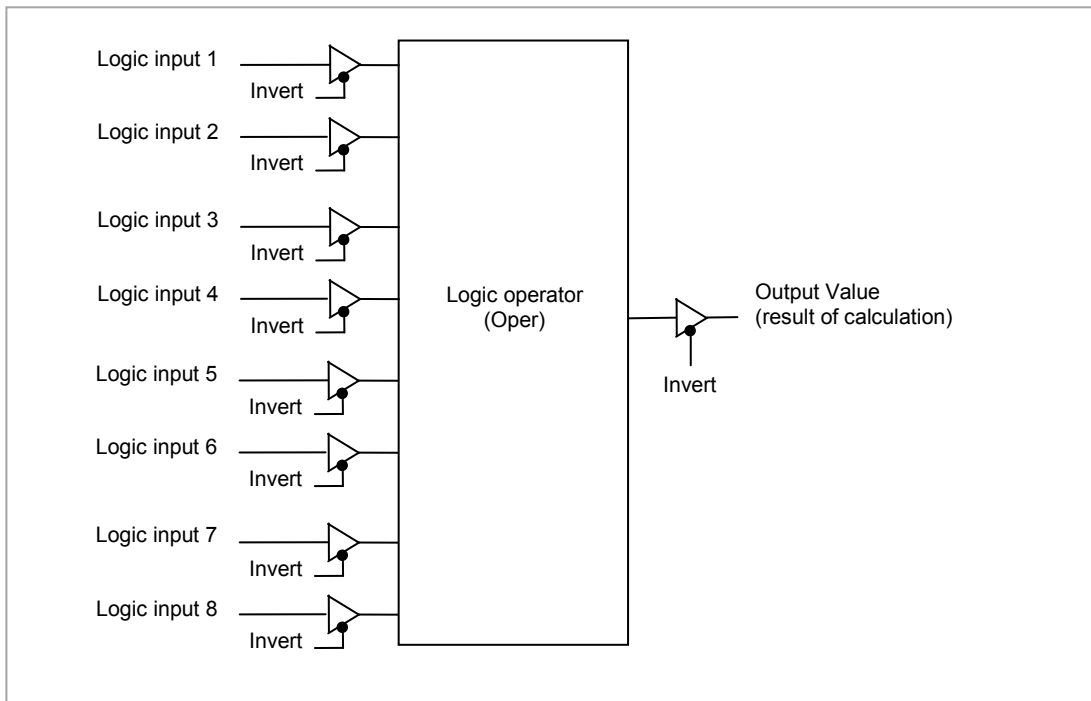 Logic input 1
Invert
Logic input 2
Invert
Logic input 3
Invert
Logic input 4
Invert
Logic input 5
Invert
Logic input 6
Invert
Logic input 7
Invert
Logic input 8
Invert
Logic operator
(Oper)
Output Value
(result of calculation)
Invert